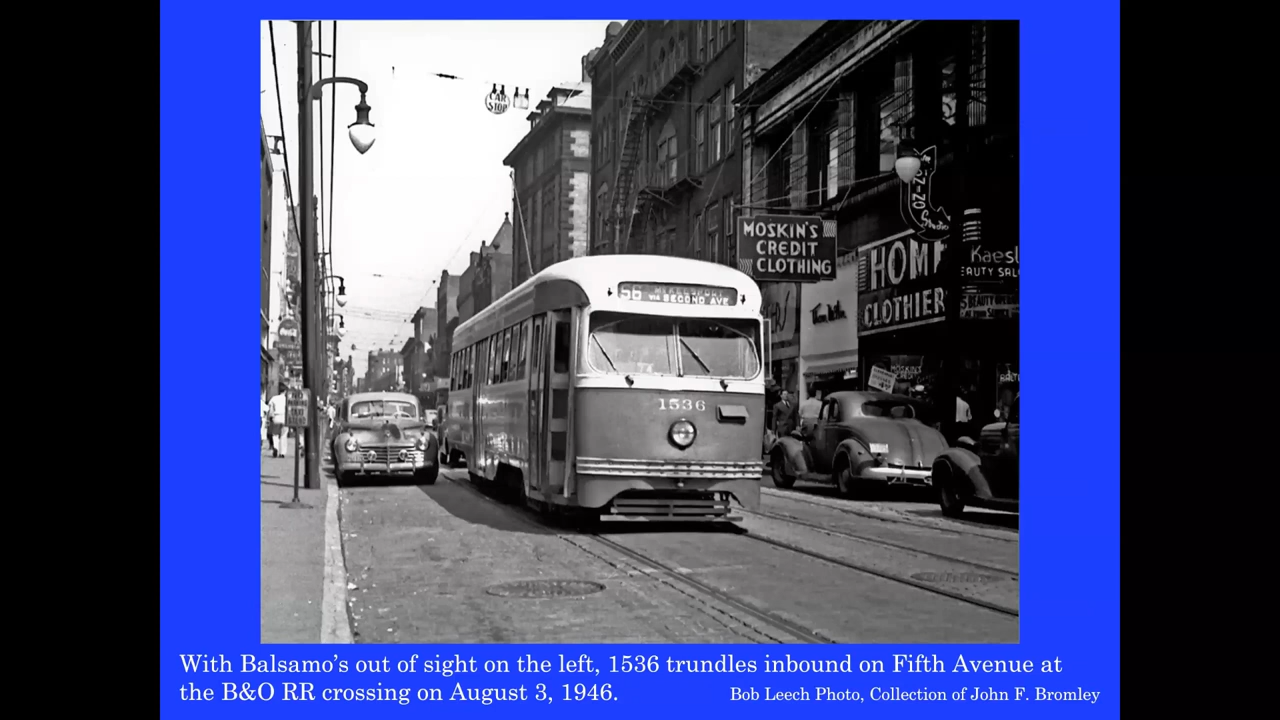 CAR
STOP
MOSKIN'S
CREDIT
CLOTHING
56 McKEESPORT
VIA SECOND AVE.
HOME
CLOTHIER
Kaesl
EAUTY SAL
1536
With Balsamo's out of sight on the left, 1536 trundles inbound on Fifth Avenue at
the B&O RR crossing on August 3, 1946.
Bob Leech Photo, Collection of John F. Bromley